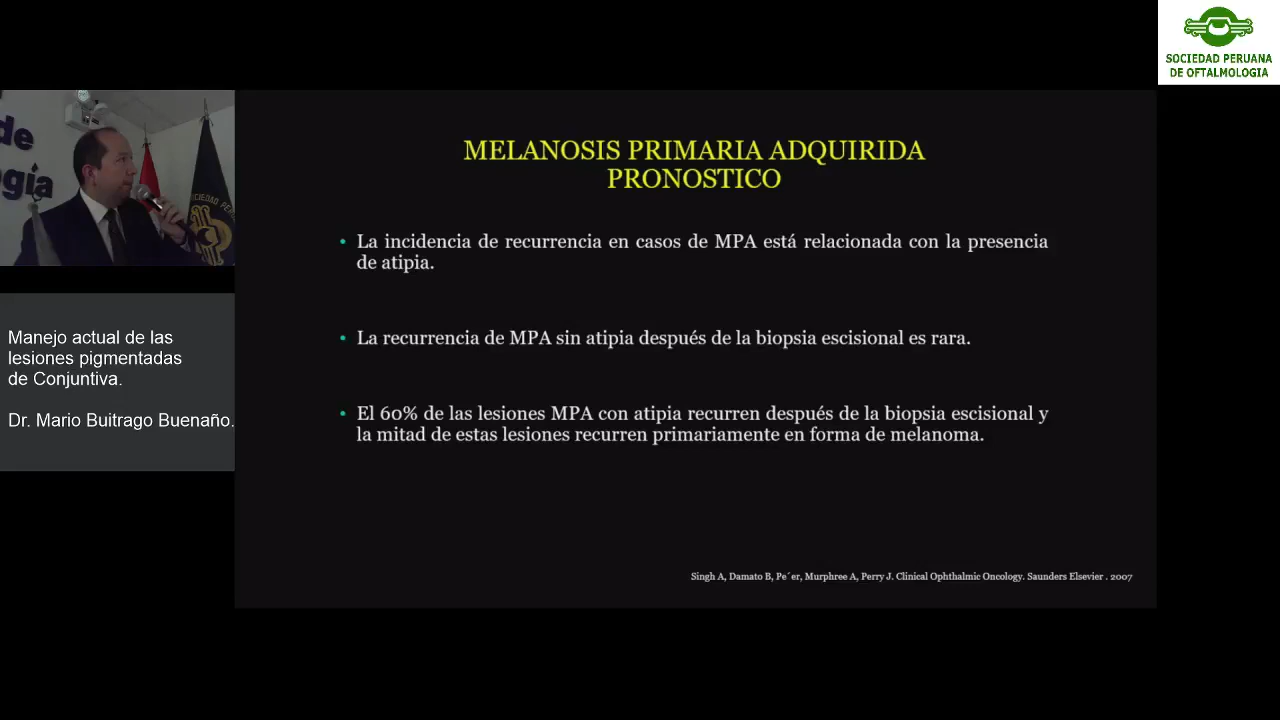 SOCIEDAD PERUANA
DE OFTALMOLOGIA
de
gía
SOCIEDAD PER
MELANOSIS PRIMARIA ADQUIRIDA
PRONOSTICO
• La incidencia de recurrencia en casos de MPA está relacionada con la presencia
de atipia.
• La recurrencia de MPA sin atipia después de la biopsia escisional es rara.
• El 60% de las lesiones MPA con atipia recurren después de la biopsia escisional y
la mitad de estas lesiones recurren primariamente en forma de melanoma.
Singh A, Damato B, Pe´er, Murphree A, Perry J. Clinical Ophthalmic Oncology. Saunders Elsevier . 2007
Manejo actual de las
lesiones pigmentadas
de Conjuntiva.
Dr. Mario Buitrago Buenaño.